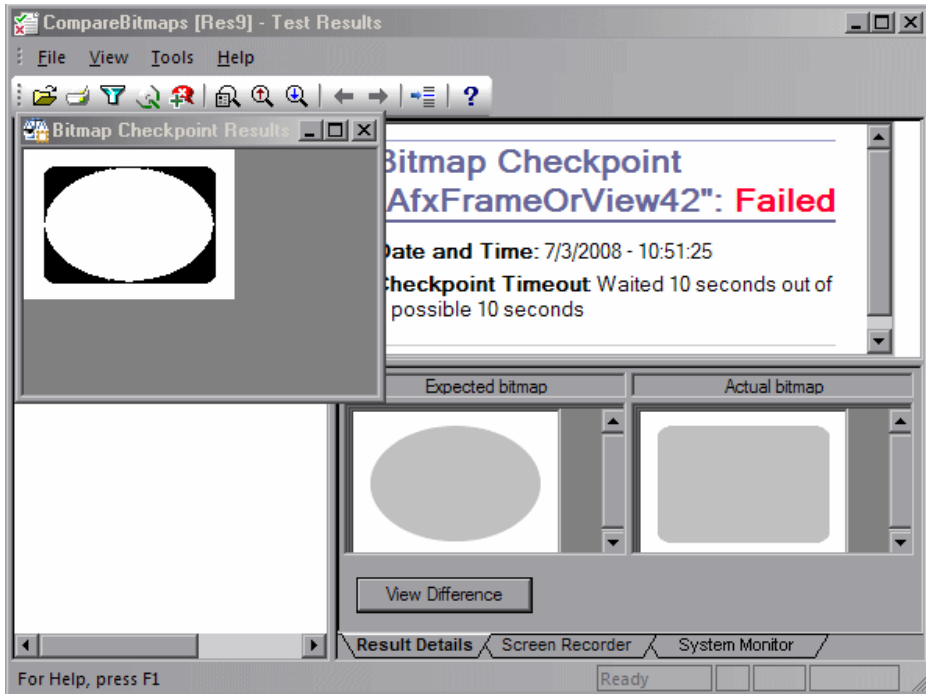 CompareBitmaps [Res9] - Test Results
File View Tools Help
?
Bitmap Checkpoint Results
Bitmap Checkpoint
"AfxFrameOrView42": Failed
Date and Time: 7/3/2008 - 10:51:25
Checkpoint Timeout: Waited 10 seconds out of
possible 10 seconds
Expected bitmap
Actual bitmap
View Difference
Result Details
Screen Recorder
System Monitor
For Help, press F1
Ready